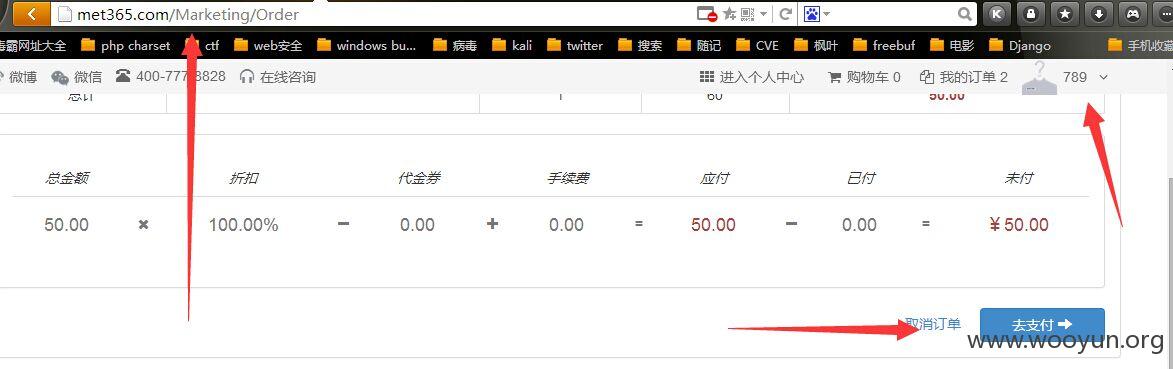 met365.com/Marketing/Order
毒霸网址大全 php charset ctf web安全 windows bu... 病毒 kali twitter 搜索 随记 CVE 枫叶 freebuf 电影 Django 手机收藏
微博 微信 400-777-8828 在线咨询 进入个人中心 购物车 0 我的订单 2 789
总计 1 60 50.00
总金额 折扣 代金券 手续费 应付 已付 未付
50.00 × 100.00% − 0.00 + 0.00 = 50.00 − 0.00 = ¥ 50.00
取消订单 去支付
www.wooyun.org